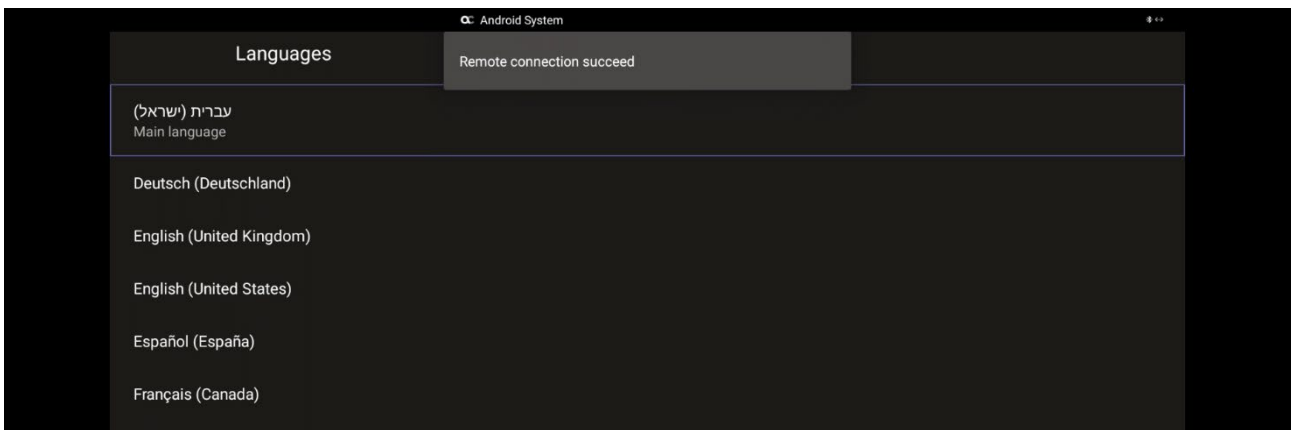 Android System
Languages
Remote connection succeed
עברית (ישראל)
Main language
Deutsch (Deutschland)
English (United Kingdom)
English (United States)
Español (España)
Français (Canada)